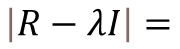 |R − λI| =